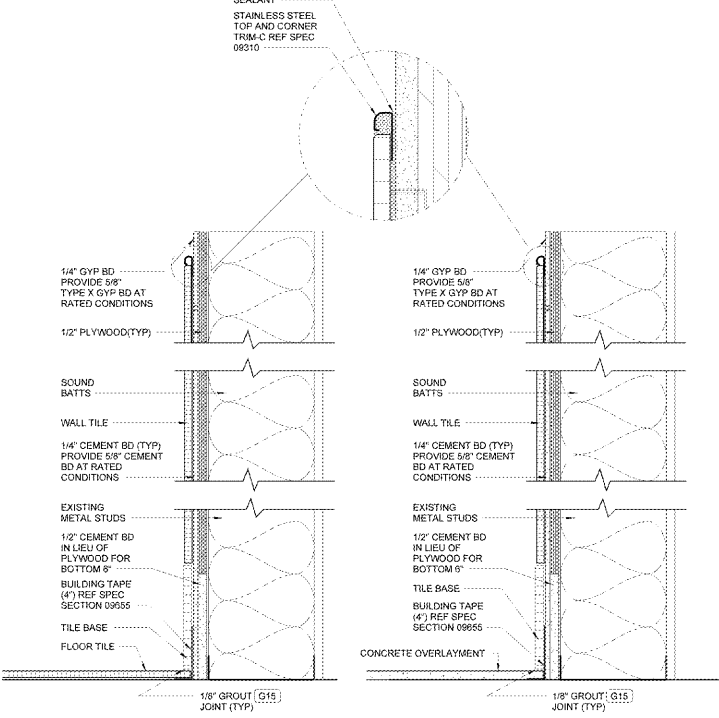 SEALANT
STAINLESS STEEL
TOP AND CORNER
TRIM-C REF SPEC
09310
1/4" GYP BD
PROVIDE 5/8"
TYPE X GYP BD AT
RATED CONDITIONS
1/2" PLYWOOD(TYP)
SOUND
BATTS
WALL TILE
1/4" CEMENT BD (TYP)
PROVIDE 5/8" CEMENT
BD AT RATED
CONDITIONS
EXISTING
METAL STUDS
1/2" CEMENT BD
IN LIEU OF
PLYWOOD FOR
BOTTOM 6"
BUILDING TAPE
(4") REF SPEC
SECTION 09655
TILE BASE
FLOOR TILE
1/8" GROUT G15
JOINT (TYP)
1/4" GYP BD
PROVIDE 5/8"
TYPE X GYP BD AT
RATED CONDITIONS
1/2" PLYWOOD(TYP)
SOUND
BATTS
WALL TILE
1/4" CEMENT BD (TYP)
PROVIDE 5/8" CEMENT
BD AT RATED
CONDITIONS
EXISTING
METAL STUDS
1/2" CEMENT BD
IN LIEU OF
PLYWOOD FOR
BOTTOM 6"
TILE BASE
BUILDING TAPE
(4") REF SPEC
SECTION 09655
CONCRETE OVERLAYMENT
1/8" GROUT G15
JOINT (TYP)